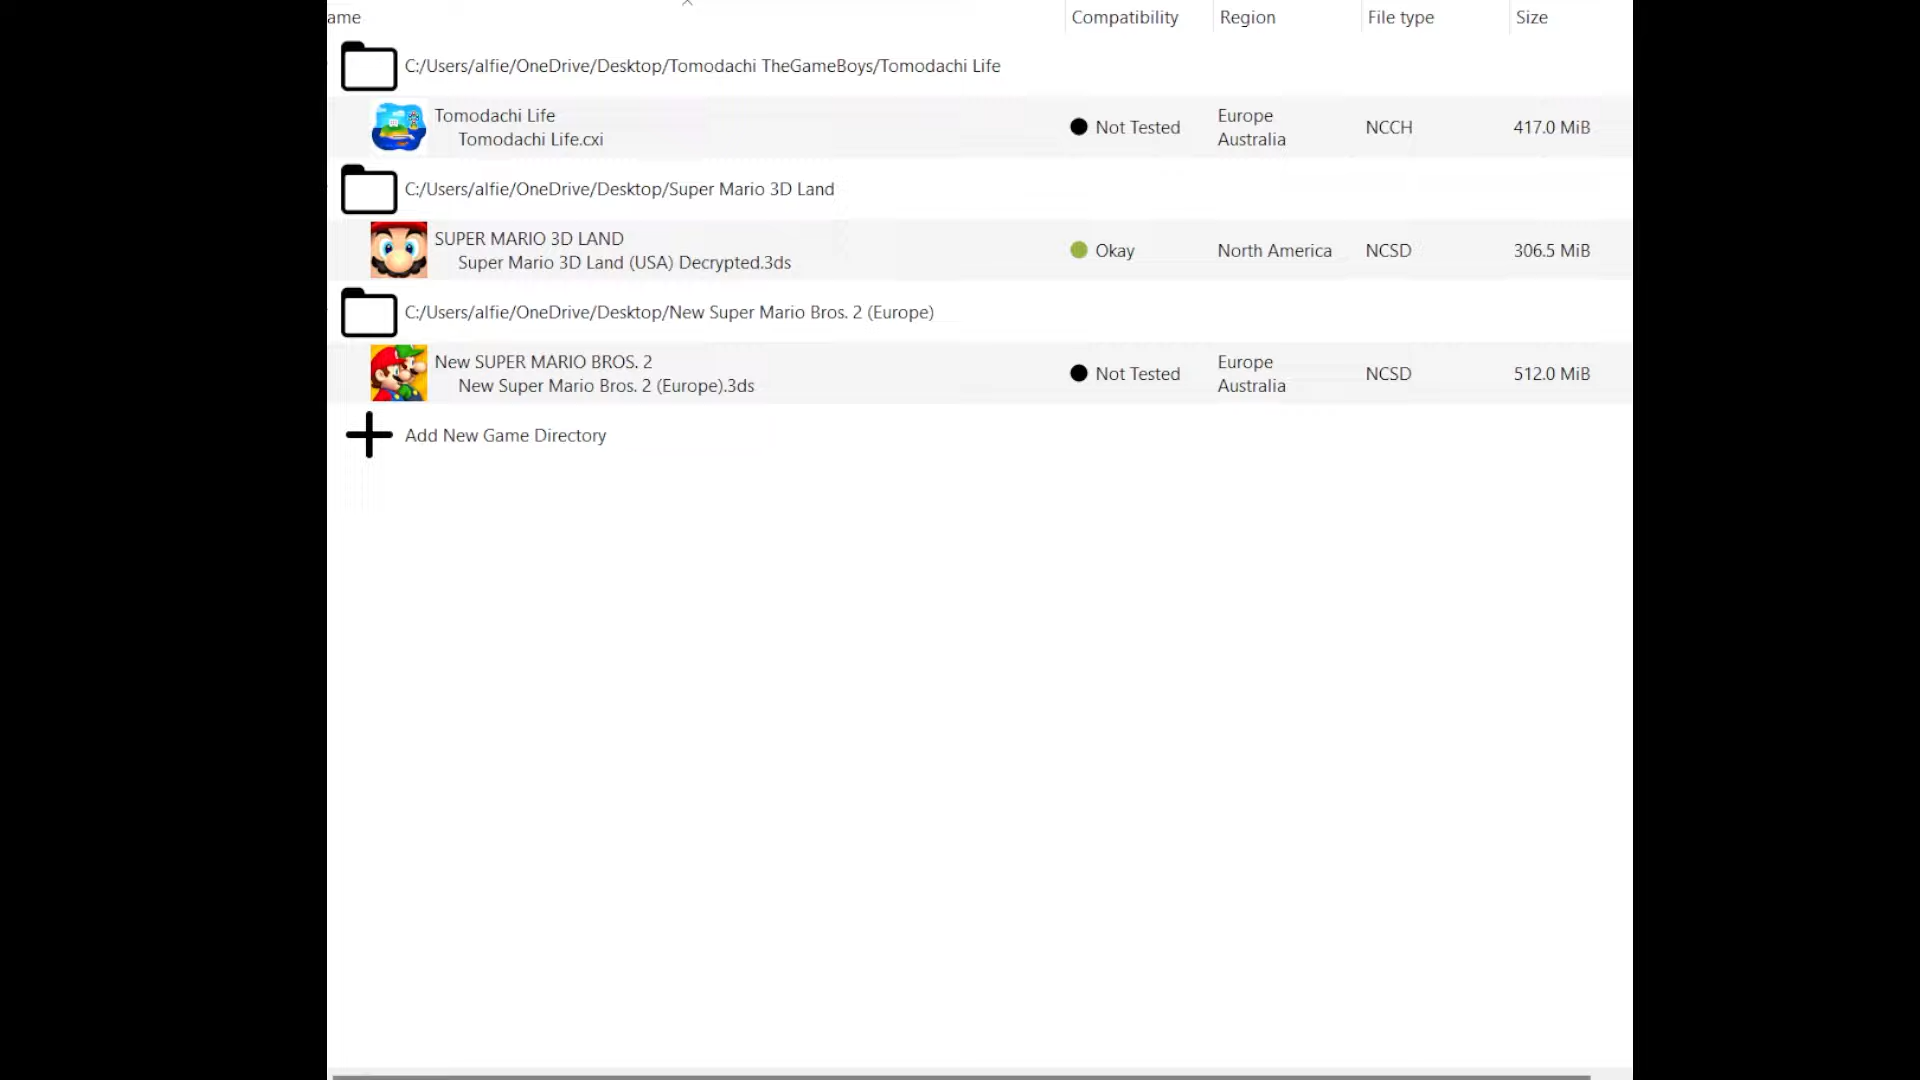 ame Compatibility Region File type Size
C:/Users/alfie/OneDrive/Desktop/Tomodachi TheGameBoys/Tomodachi Life
Tomodachi Life
Tomodachi Life.cxi
Not Tested
Europe
Australia
NCCH
417.0 MiB
C:/Users/alfie/OneDrive/Desktop/Super Mario 3D Land
SUPER MARIO 3D LAND
Super Mario 3D Land (USA) Decrypted.3ds
Okay
North America
NCSD
306.5 MiB
C:/Users/alfie/OneDrive/Desktop/New Super Mario Bros. 2 (Europe)
New SUPER MARIO BROS. 2
New Super Mario Bros. 2 (Europe).3ds
Not Tested
Europe
Australia
NCSD
512.0 MiB
Add New Game Directory